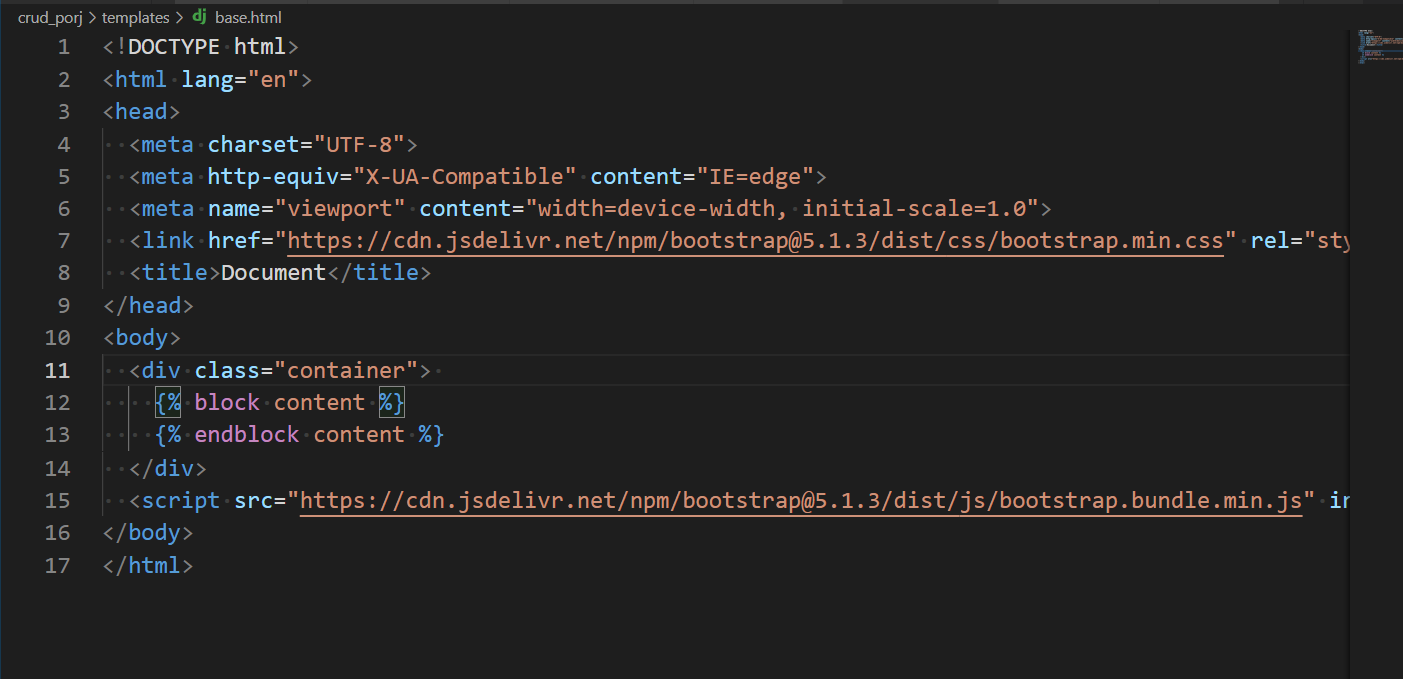 crud_porj > templates > dj base.html
1 <!DOCTYPE html>
2 <html lang="en">
3 <head>
4 <meta charset="UTF-8">
5 <meta http-equiv="X-UA-Compatible" content="IE=edge">
6 <meta name="viewport" content="width=device-width, initial-scale=1.0">
7 <link href="https://cdn.jsdelivr.net/npm/bootstrap@5.1.3/dist/css/bootstrap.min.css" rel="sty
8 <title>Document</title>
9 </head>
10 <body>
11 <div class="container">
12 {% block content %}
13 {% endblock content %}
14 </div>
15 <script src="https://cdn.jsdelivr.net/npm/bootstrap@5.1.3/dist/js/bootstrap.bundle.min.js" in
16 </body>
17 </html>